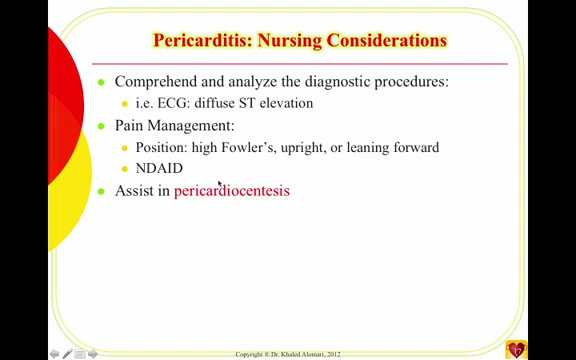 Pericarditis: Nursing Considerations
Comprehend and analyze the diagnostic procedures:
i.e. ECG: diffuse ST elevation
Pain Management:
Position: high Fowler's, upright, or leaning forward
NDAID
Assist in pericardiocentesis
Copyright ® Dr. Khaled Alomari, 2012